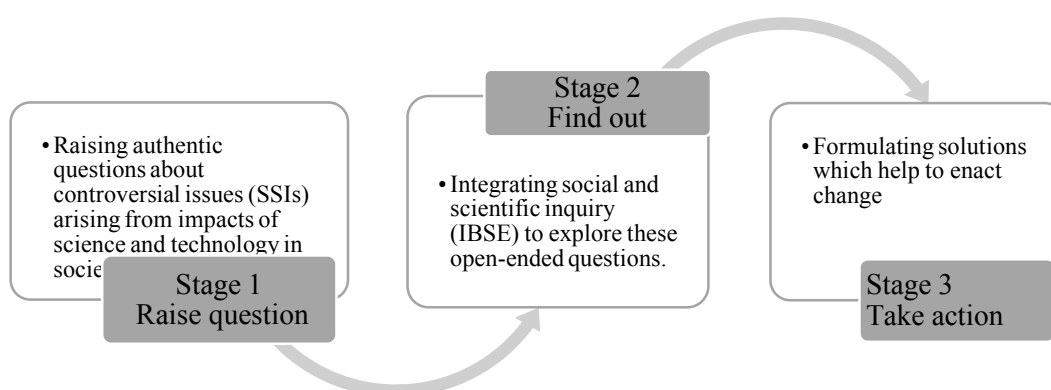 • Raising authentic
questions about
controversial issues (SSIs)
arising from impacts of
science and technology in
Stage 1
Raise question
Stage 2
Find out
• Integrating social and
scientific inquiry
(IBSE) to explore these
open-ended questions.
• Formulating solutions
which help to enact
change
Stage 3
Take action